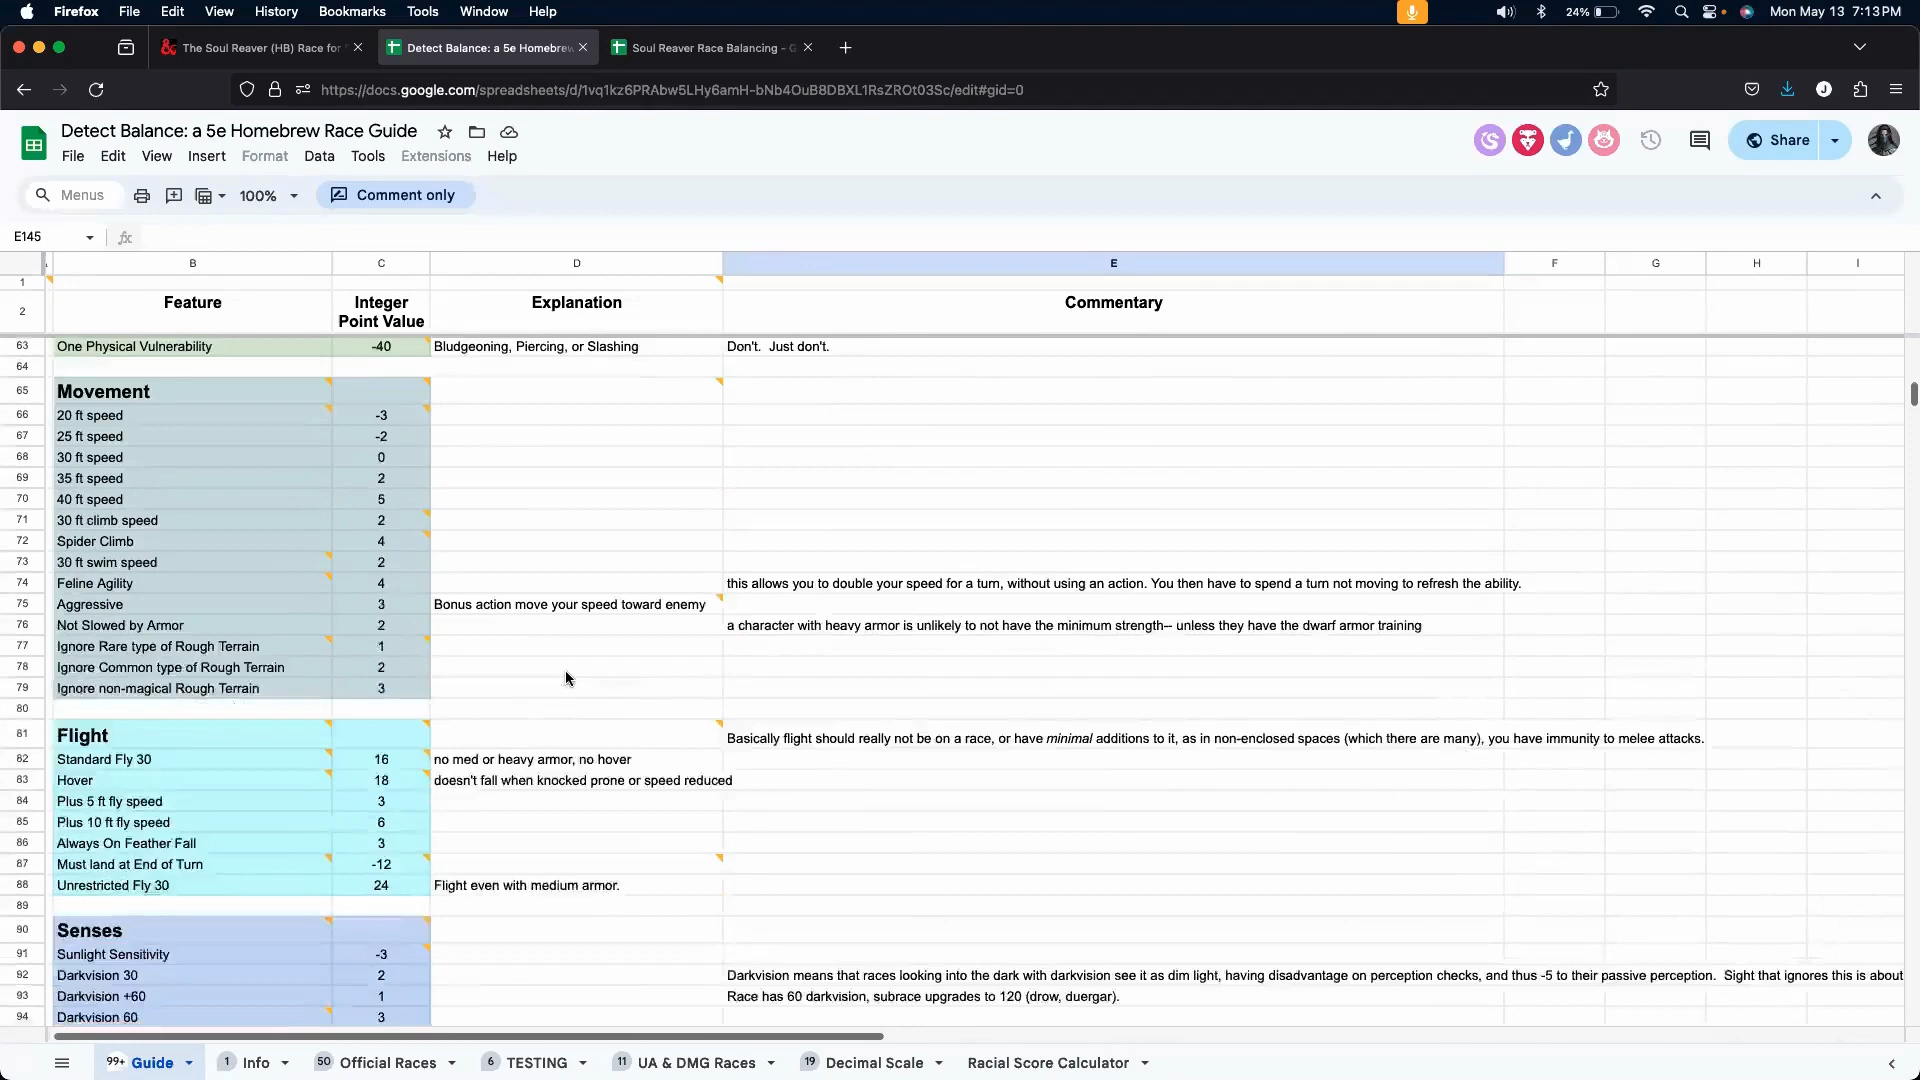 Firefox File Edit View History Bookmarks Tools Window Help 24% Mon May 13 7:13 PM
The Soul Reaver (HB) Race for Detect Balance: a 5e Homebrew Soul Reaver Race Balancing - G
https://docs.google.com/spreadsheets/d/1vq1kz6PRAbw5LHy6amH-bNb4OuB8DBXL1RsZROt03Sc/edit#gid=0
Detect Balance: a 5e Homebrew Race Guide
Share
File Edit View Insert Format Data Tools Extensions Help
Menus 100% Comment only
E145 fx
B C D E F G H I
1
2 Feature Integer Point Value Explanation Commentary
63 One Physical Vulnerability -40 Bludgeoning, Piercing, or Slashing Don't. Just don't.
64
65 Movement
66 20 ft speed -3
67 25 ft speed -2
68 30 ft speed 0
69 35 ft speed 2
70 40 ft speed 5
71 30 ft climb speed 2
72 Spider Climb 4
73 30 ft swim speed 2
74 Feline Agility 4 this allows you to double your speed for a turn, without using an action. You then have to spend a turn not moving to refresh the ability.
75 Aggressive 3 Bonus action move your speed toward enemy
76 Not Slowed by Armor 2 a character with heavy armor is unlikely to not have the minimum strength-- unless they have the dwarf armor training
77 Ignore Rare type of Rough Terrain 1
78 Ignore Common type of Rough Terrain 2
79 Ignore non-magical Rough Terrain 3
80
81 Flight Basically flight should really not be on a race, or have minimal additions to it, as in non-enclosed spaces (which there are many), you have immunity to melee attacks.
82 Standard Fly 30 16 no med or heavy armor, no hover
83 Hover 18 doesn't fall when knocked prone or speed reduced
84 Plus 5 ft fly speed 3
85 Plus 10 ft fly speed 6
86 Always On Feather Fall 3
87 Must land at End of Turn -12
88 Unrestricted Fly 30 24 Flight even with medium armor.
89
90 Senses
91 Sunlight Sensitivity -3
92 Darkvision 30 2 Darkvision means that races looking into the dark with darkvision see it as dim light, having disadvantage on perception checks, and thus -5 to their passive perception. Sight that ignores this is about
93 Darkvision +60 1 Race has 60 darkvision, subrace upgrades to 120 (drow, duergar).
94 Darkvision 60 3
99+ Guide 1 Info 50 Official Races 6 TESTING 11 UA & DMG Races 19 Decimal Scale Racial Score Calculator